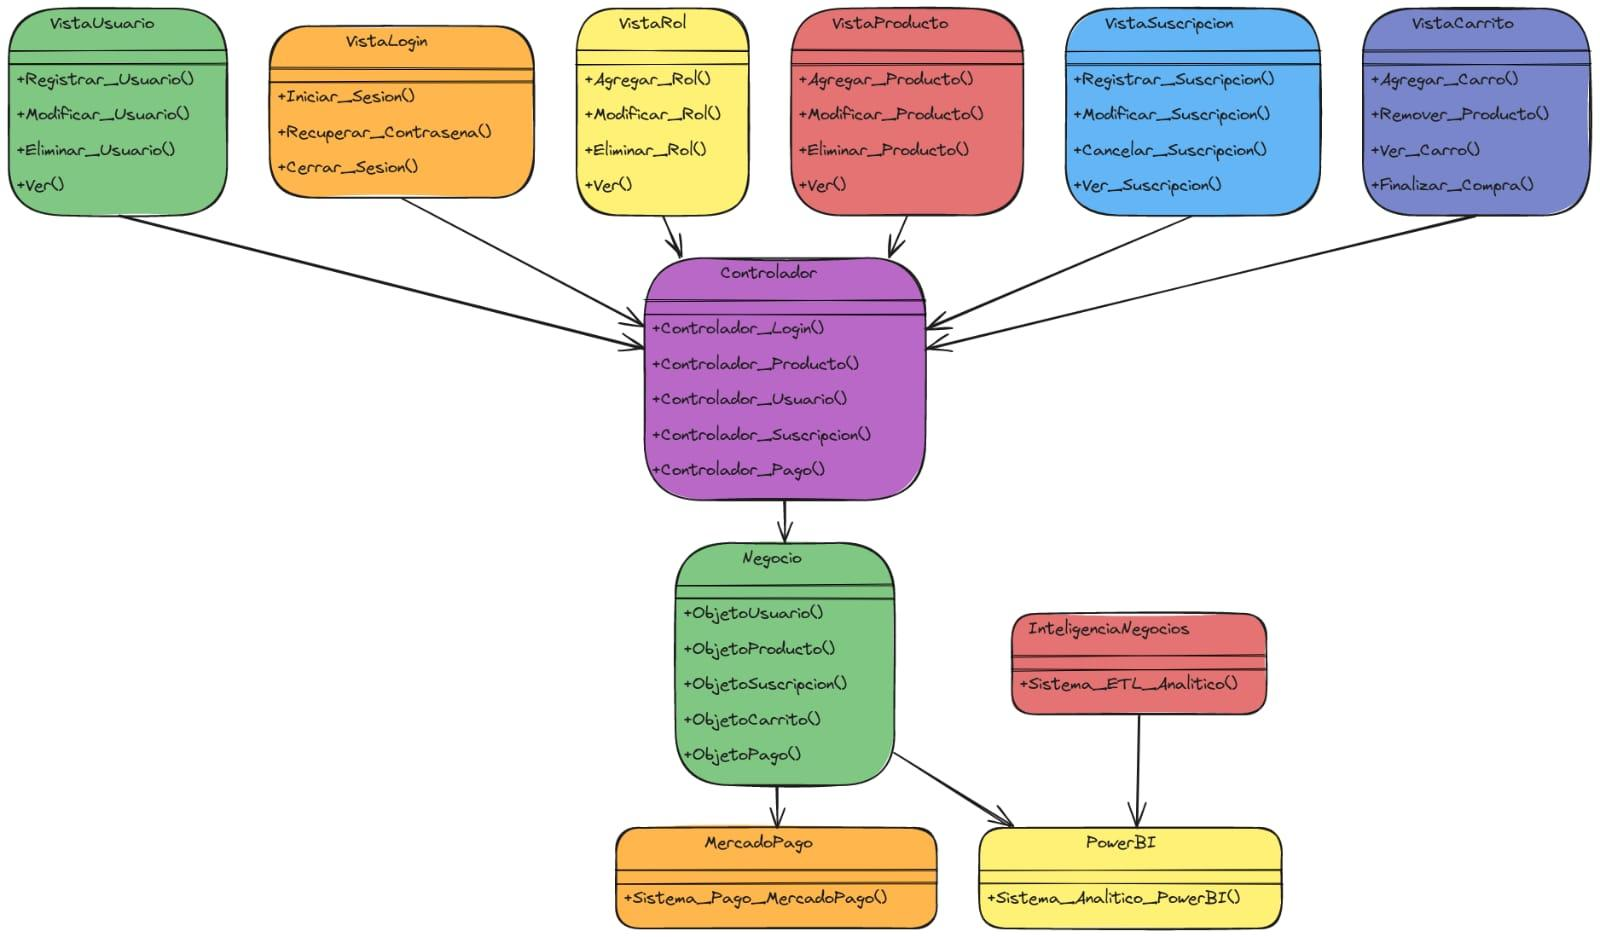 VistaUsuario
+Registrar_Usuario()
+Modificar_Usuario()
+Eliminar_Usuario()
+Ver()
VistaLogin
+Iniciar_Sesion()
+Recuperar_Contrasena()
+Cerrar_Sesion()
VistaRol
+Agregar_Rol()
+Modificar_Rol()
+Eliminar_Rol()
+Ver()
VistaProducto
+Agregar_Producto()
+Modificar_Producto()
+Eliminar_Producto()
+Ver()
VistaSuscripcion
+Registrar_Suscripcion()
+Modificar_Suscripcion()
+Cancelar_Suscripcion()
+Ver_Suscripcion()
VistaCarrito
+Agregar_Carro()
+Remover_Producto()
+Ver_Carro()
+Finalizar_Compra()
Controlador
+Controlador_Login()
+Controlador_Producto()
+Controlador_Usuario()
+Controlador_Suscripcion()
+Controlador_Pago()
Negocio
+ObjetoUsuario()
+ObjetoProducto()
+ObjetoSuscripcion()
+ObjetoCarrito()
+ObjetoPago()
InteligenciaNegocios
+Sistema_ETL_Analitico()
MercadoPago
+Sistema_Pago_MercadoPago()
PowerBI
+Sistema_Analitico_PowerBI()